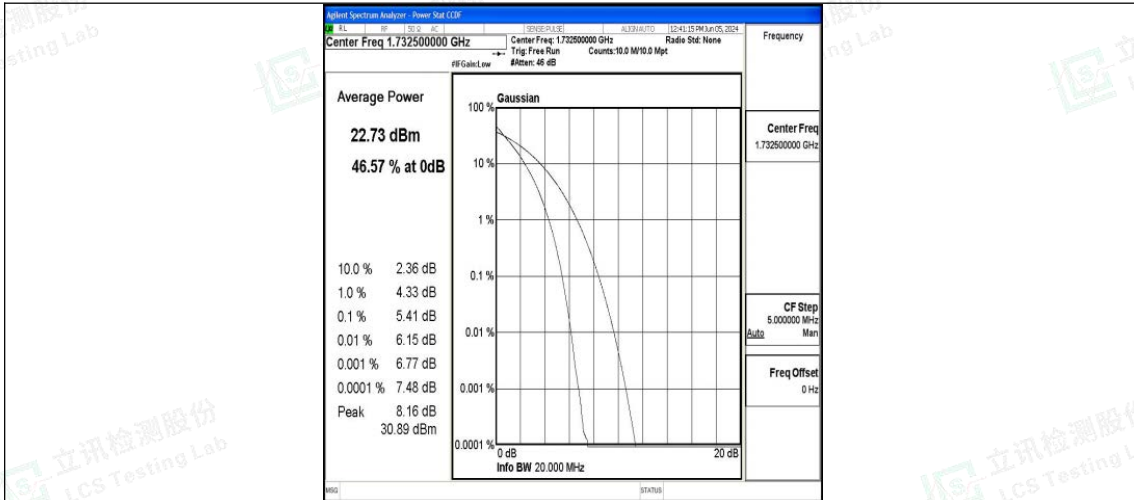 Agilent Spectrum Analyzer - Power Stat CCDF
RL RF 50 Ω AC SENSE:PULSE ALIGN AUTO 12:41:15 PM Jun 05, 2024
Center Freq 1.732500000 GHz
Center Freq: 1.732500000 GHz Radio Std: None
Trig: Free Run Counts:10.0 M/10.0 Mpt
#IFGain:Low #Atten: 46 dB
Frequency
Average Power
22.73 dBm
46.57 % at 0dB
10.0 % 2.36 dB
1.0 % 4.33 dB
0.1 % 5.41 dB
0.01 % 6.15 dB
0.001 % 6.77 dB
0.0001 % 7.48 dB
Peak 8.16 dB
30.89 dBm
Gaussian
100 %
10 %
1 %
0.1 %
0.01 %
0.001 %
0.0001 %
0 dB 20 dB
Info BW 20.000 MHz
Center Freq
1.732500000 GHz
CF Step
5.000000 MHz
Auto Man
Freq Offset
0 Hz
MSG STATUS
立讯检测股份
LCS Testing Lab
立讯检测股份
LCS Testing